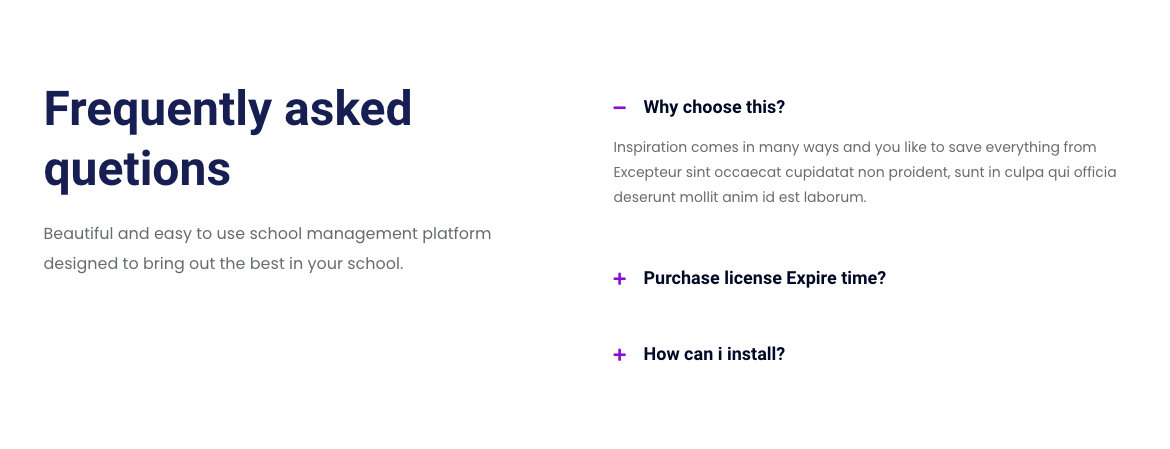 Frequently asked
quetions
Beautiful and easy to use school management platform
designed to bring out the best in your school.
Why choose this?
Inspiration comes in many ways and you like to save everything from
Excepteur sint occaecat cupidatat non proident, sunt in culpa qui officia
deserunt mollit anim id est laborum.
Purchase license Expire time?
How can i install?